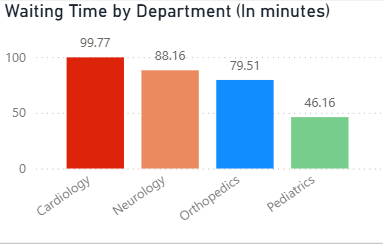 Waiting Time by Department (In minutes)
99.77
88.16
79.51
46.16
100
50
0
Cardiology
Neurology
Orthopedics
Pediatrics